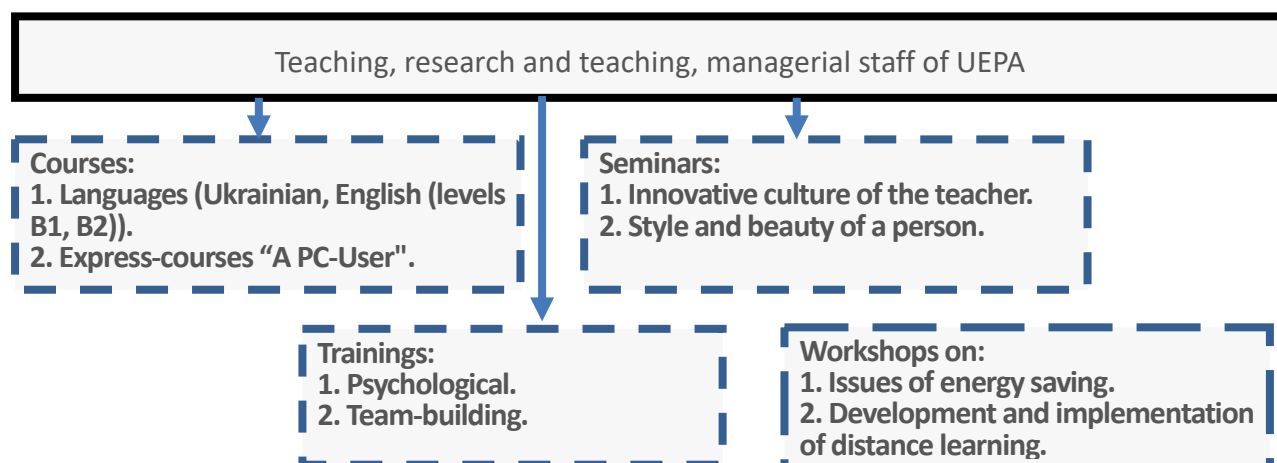 Teaching, research and teaching, managerial staff of UEPA
Courses:
1. Languages (Ukrainian, English (levels
B1, B2)).
2. Express-courses “A PC-User".
Seminars:
1. Innovative culture of the teacher.
2. Style and beauty of a person.
Trainings:
1. Psychological.
2. Team-building.
Workshops on:
1. Issues of energy saving.
2. Development and implementation
of distance learning.